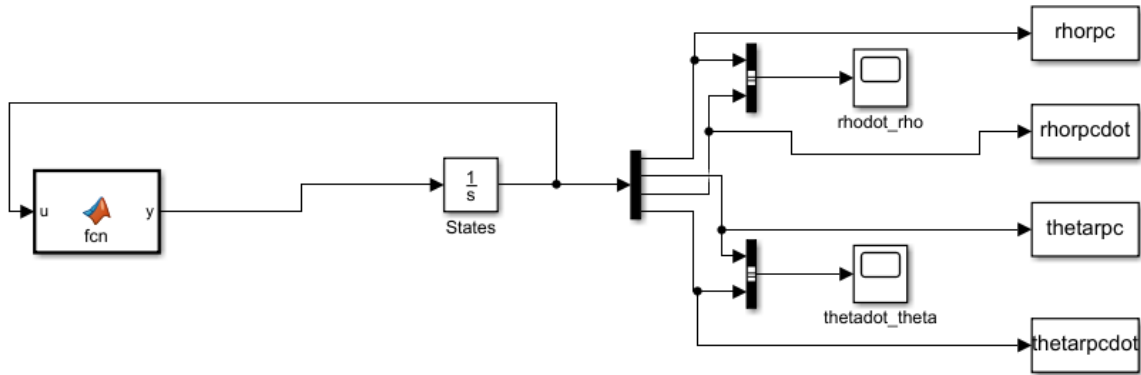 rhorpc
rhodot_rho
rhorpcdot
u
y
fcn
1
s
States
thetarpc
thetadot_theta
thetarpcdot